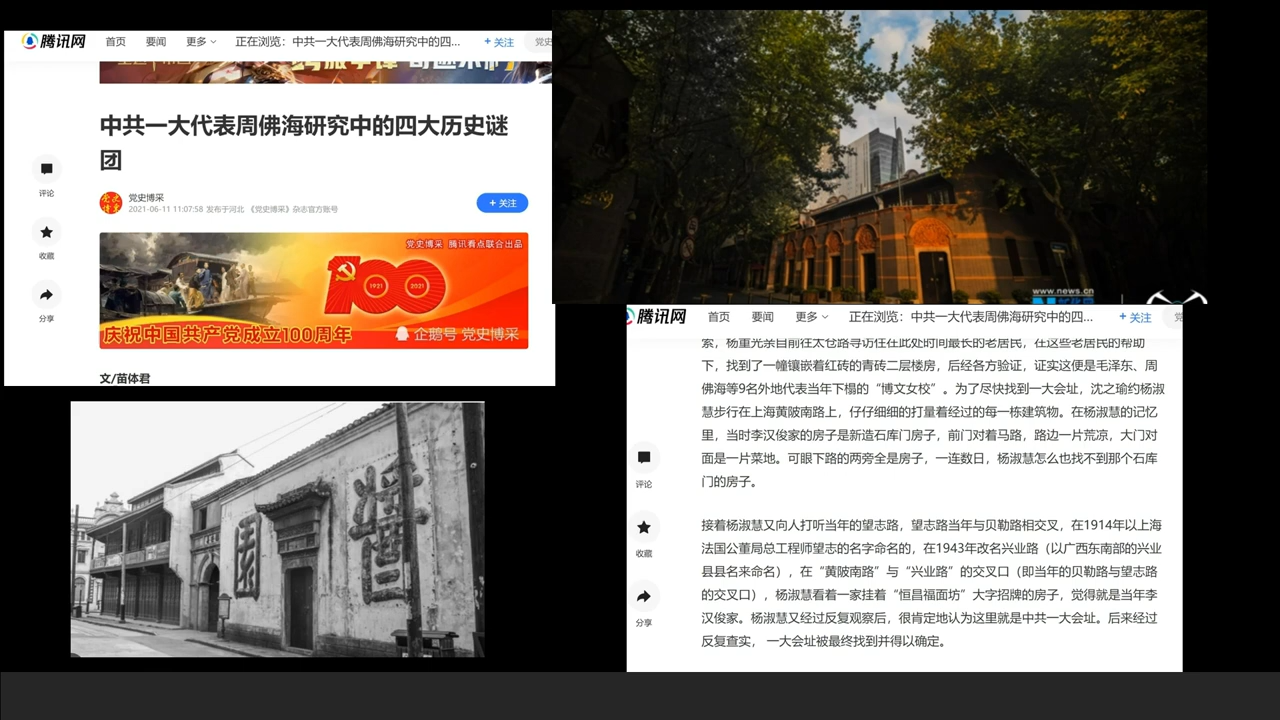 腾讯网
首页
要闻
更多
正在浏览：中共一大代表周佛海研究中的四...
+ 关注
党史
中共一大代表周佛海研究中的四大历史谜
团
党史博采
2021-06-11 11:07:58 发布于河北 《党史博采》杂志官方账号
+ 关注
评论
收藏
分享
党史博采 腾讯看点联合出品
100
1921
2021
庆祝中国共产党成立100周年
企鹅号 党史博采
文/苗体君
www.news.cn
酱
园
腾讯网
首页
要闻
更多
正在浏览：中共一大代表周佛海研究中的四...
+ 关注
党
索，杨重光亲自前往太仓路寻访住在此处时间最长的老居民，在这些老居民的帮助
下，找到了一幢镶嵌着红砖的青砖二层楼房，后经各方验证，证实这便是毛泽东、周
佛海等9名外地代表当年下榻的“博文女校”。为了尽快找到一大会址，沈之瑜约杨淑
慧步行在上海黄陂南路上，仔仔细细的打量着经过的每一栋建筑物。在杨淑慧的记忆
里，当时李汉俊家的房子是新造石库门房子，前门对着马路，路边一片荒凉，大门对
面是一片菜地。可眼下路的两旁全是房子，一连数日，杨淑慧怎么也找不到那个石库
门的房子。
接着杨淑慧又向人打听当年的望志路，望志路当年与贝勒路相交叉，在1914年以上海
法国公董局总工程师望志的名字命名的，在1943年改名兴业路（以广西东南部的兴业
县县名来命名），在“黄陂南路”与“兴业路”的交叉口（即当年的贝勒路与望志路
的交叉口），杨淑慧看着一家挂着“恒昌福面坊”大字招牌的房子，觉得就是当年李
汉俊家。杨淑慧又经过反复观察后，很肯定地认为这里就是中共一大会址。后来经过
反复查实， 一大会址被最终找到并得以确定。
评论
收藏
分享